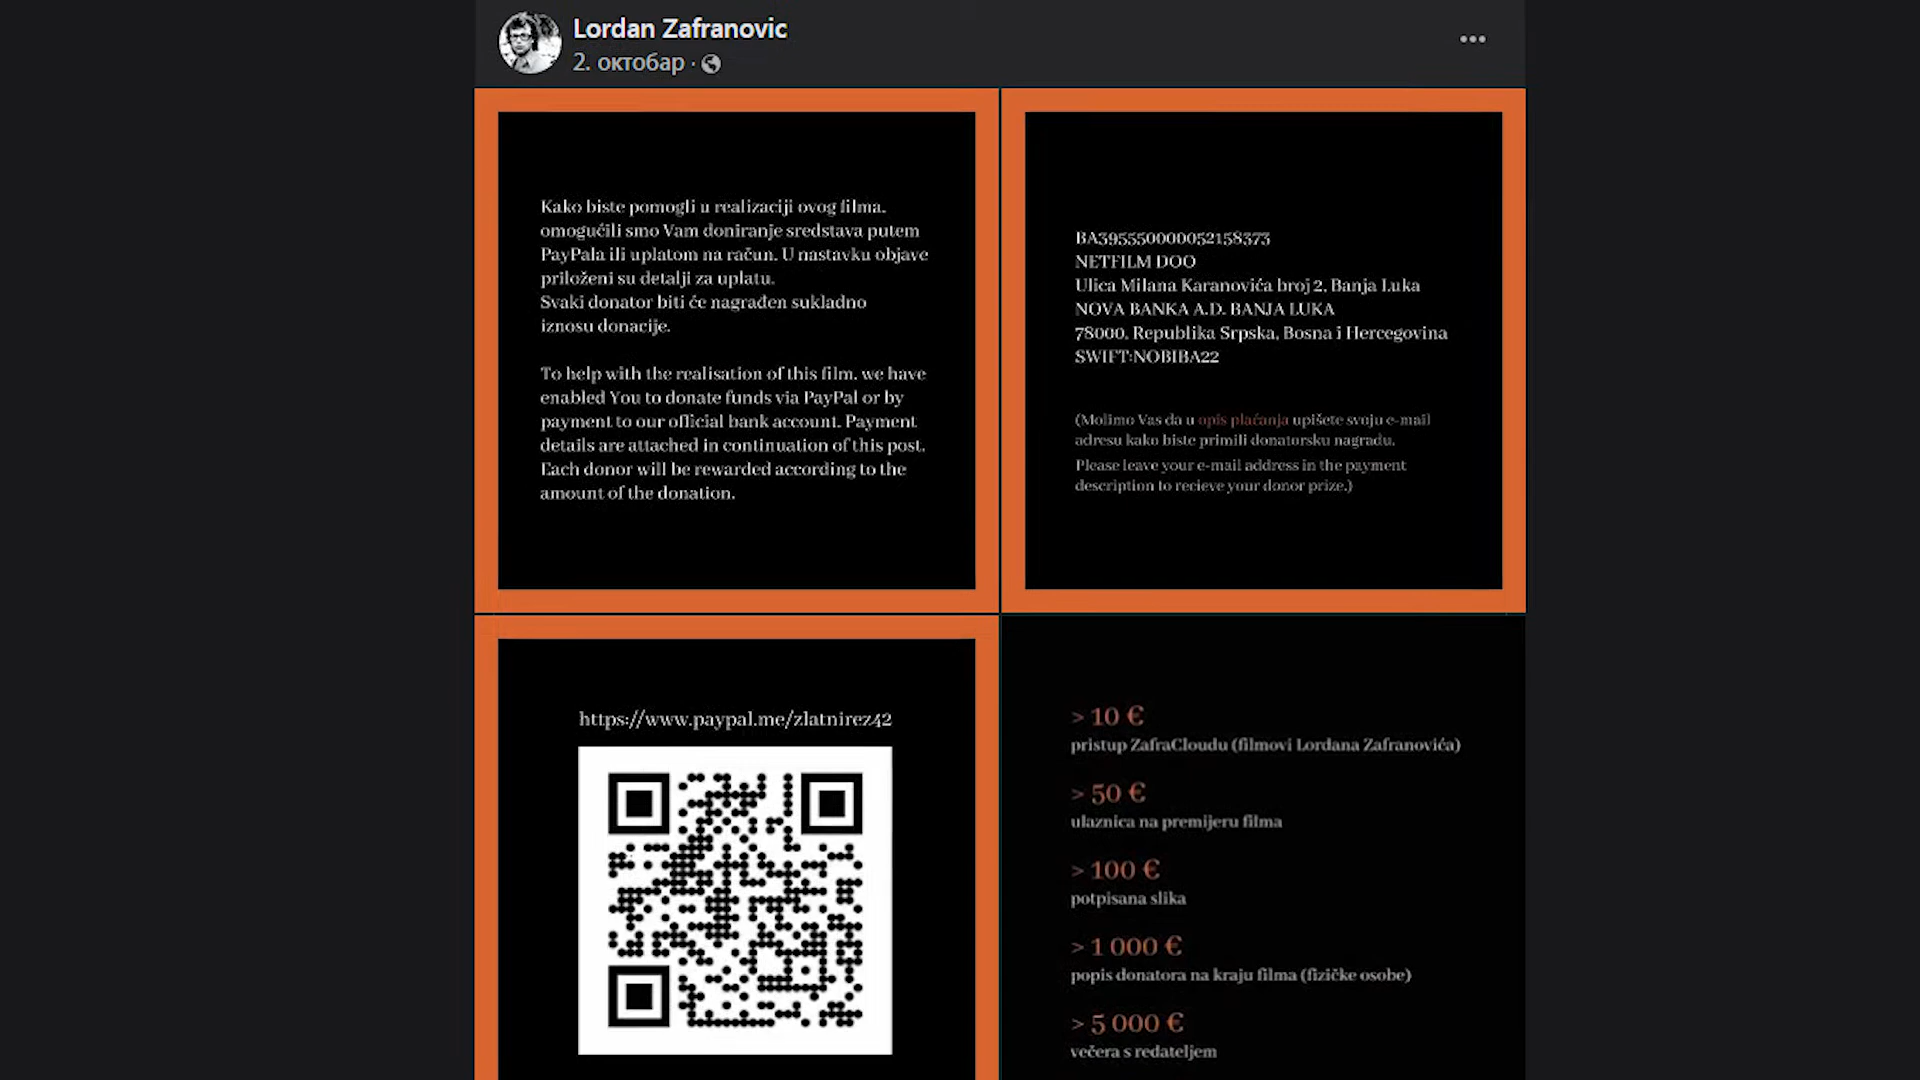 Lordan Zafranovic
2. октобар ·
Kako biste pomogli u realizaciji ovog filma,
omogućili smo Vam doniranje sredstava putem
PayPala ili uplatom na račun. U nastavku objave
priloženi su detalji za uplatu.
Svaki donator biti će nagrađen sukladno
iznosu donacije.
To help with the realisation of this film, we have
enabled You to donate funds via PayPal or by
payment to our official bank account. Payment
details are attached in continuation of this post.
Each donor will be rewarded according to the
amount of the donation.
BA395550000052158373
NETFILM DOO
Ulica Milana Karanovića broj 2, Banja Luka
NOVA BANKA A.D. BANJA LUKA
78000, Republika Srpska, Bosna i Hercegovina
SWIFT:NOBIBA22
(Molimo Vas da u opis plaćanja upišete svoju e-mail
adresu kako biste primili donatorsku nagradu.
Please leave your e-mail address in the payment
description to recieve your donor prize.)
https://www.paypal.me/zlatnirez42
> 10 €
pristup ZafraCloudu (filmovi Lordana Zafranovića)
> 50 €
ulaznica na premijeru filma
> 100 €
potpisana slika
> 1 000 €
popis donatora na kraju filma (fizičke osobe)
> 5 000 €
večera s redateljem